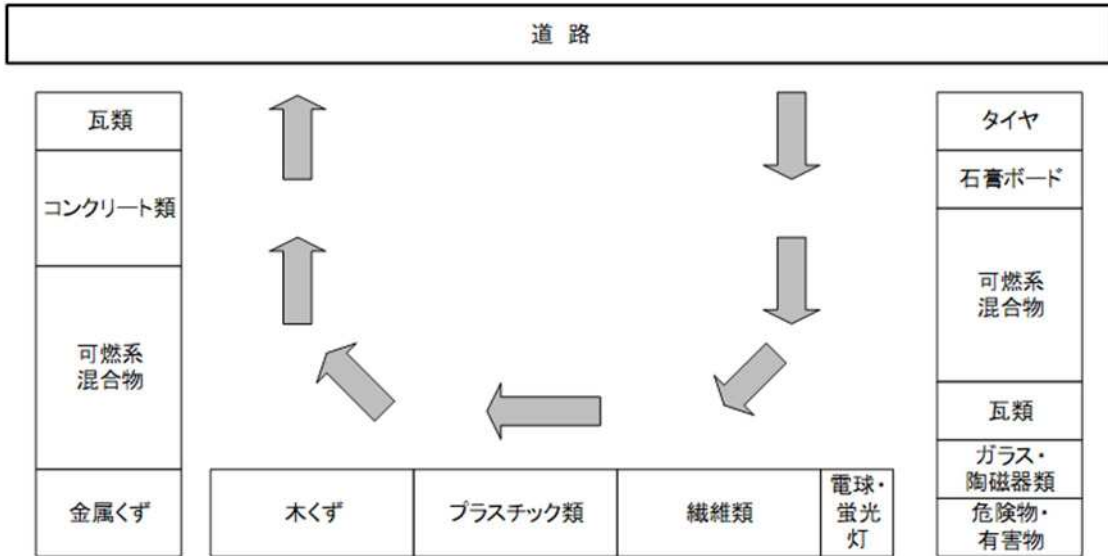 道 路
瓦類
コンクリート類
可燃系
混合物
金属くず
木くず
プラスチック類
繊維類
電球・
蛍光
灯
タイヤ
石膏ボード
可燃系
混合物
瓦類
ガラス・
陶磁器類
危険物・
有害物